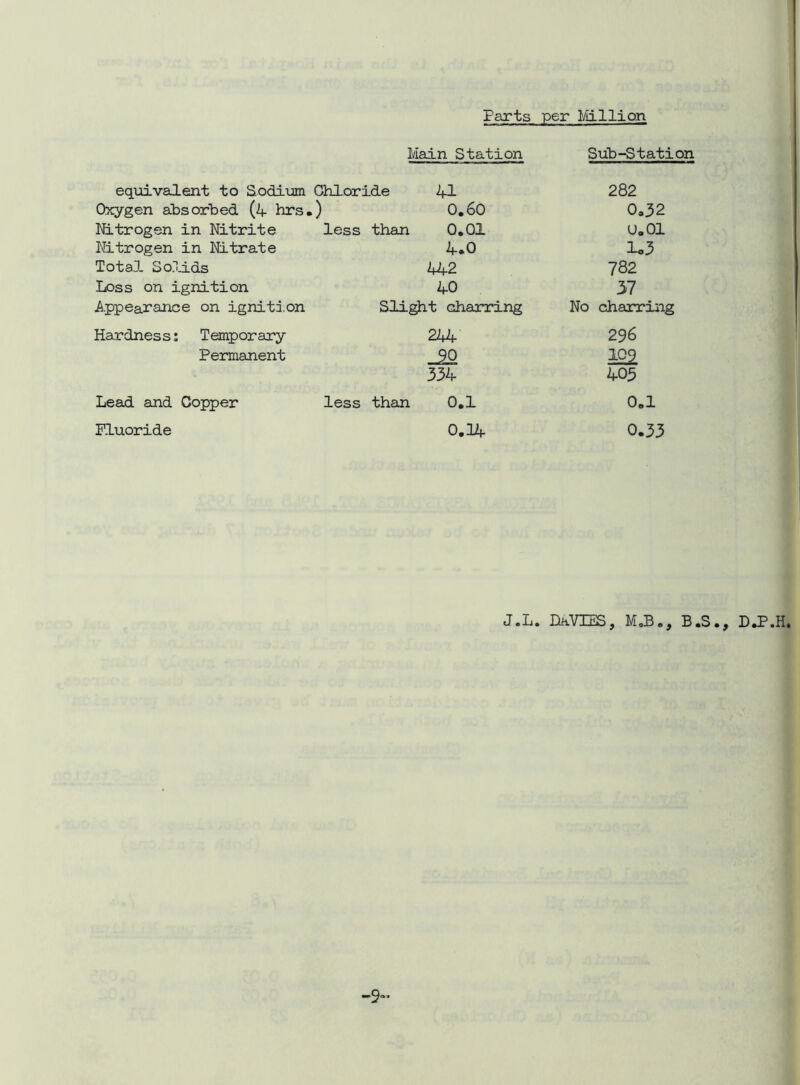 Parts per Million
Main Station Sub-Station
equivalent to Sodium Chloride 41 282
Oxygen absorbed (4 hrs.) 0.60 0.32
Nitrogen in Nitrite less than 0.01 0.01
Nitrogen in Nitrate 4.0 1.3
Total Solids 442 782
Loss on ignition 40 37
Appearance on ignition Slight charring No charring
Hardness: Temporary 244 296
Permanent 90 109
334 405
Lead and Copper less than 0.1 0.1
Fluoride 0.14 0.33
J.L. DAVIES, M.B., B.S., D.P.H.
-9-